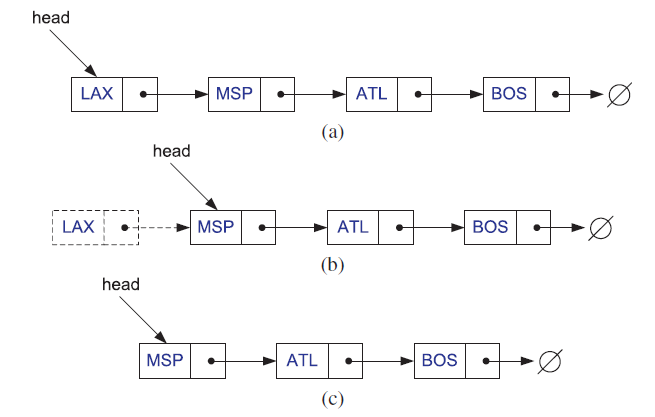 head
LAX MSP ATL BOS
(a)
head
LAX MSP ATL BOS
(b)
head
MSP ATL BOS
(c)